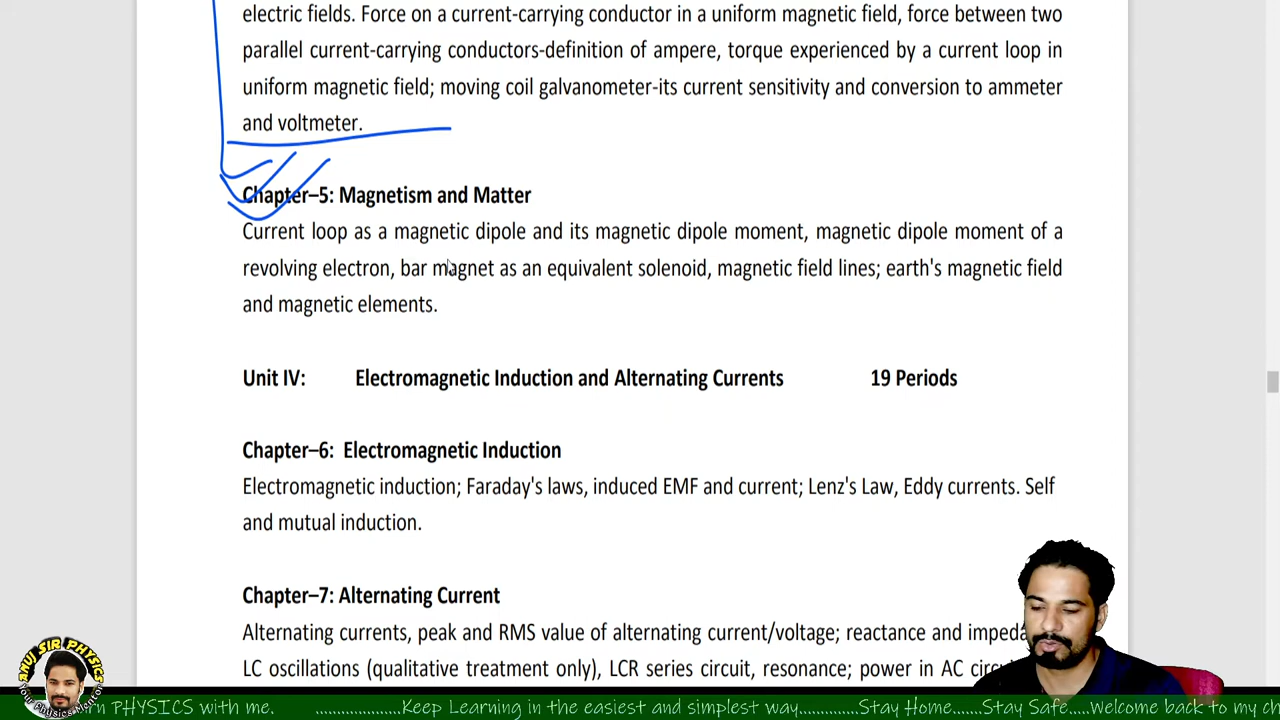 electric fields. Force on a current-carrying conductor in a uniform magnetic field, force between two
parallel current-carrying conductors-definition of ampere, torque experienced by a current loop in
uniform magnetic field; moving coil galvanometer-its current sensitivity and conversion to ammeter
and voltmeter.
Chapter–5: Magnetism and Matter
Current loop as a magnetic dipole and its magnetic dipole moment, magnetic dipole moment of a
revolving electron, bar magnet as an equivalent solenoid, magnetic field lines; earth's magnetic field
and magnetic elements.
Unit IV: Electromagnetic Induction and Alternating Currents 19 Periods
Chapter–6: Electromagnetic Induction
Electromagnetic induction; Faraday's laws, induced EMF and current; Lenz's Law, Eddy currents. Self
and mutual induction.
Chapter–7: Alternating Current
Alternating currents, peak and RMS value of alternating current/voltage; reactance and
LC oscillations (qualitative treatment only), LCR series circuit, resonance; power in AC
PHYSICS with me. ....................Keep Learning in the easiest and simplest way.............Stay Home.......Stay Safe....Welcome back to my